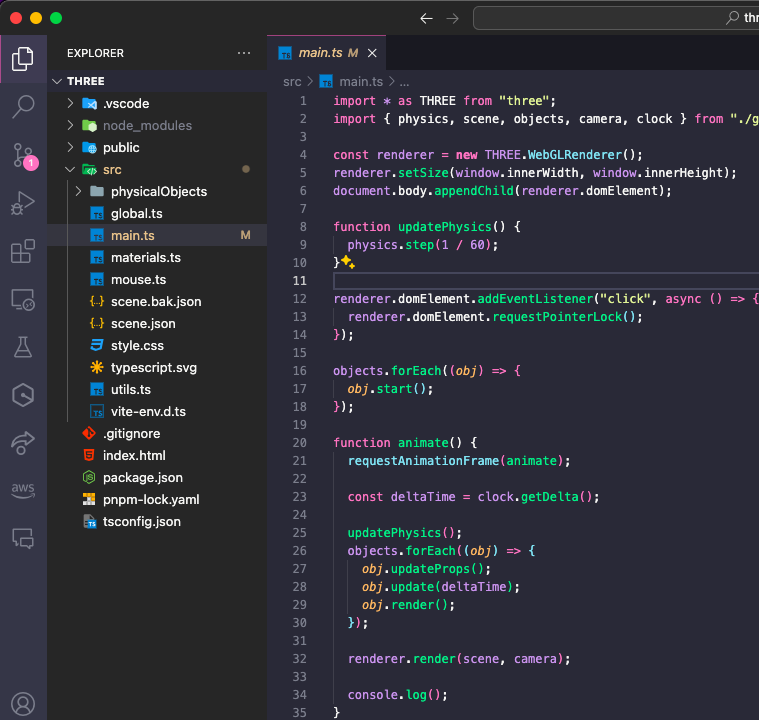 thr
EXPLORER
THREE
.vscode
node_modules
public
src
physicalObjects
global.ts
main.ts M
materials.ts
mouse.ts
scene.bak.json
scene.json
style.css
typescript.svg
utils.ts
vite-env.d.ts
.gitignore
index.html
package.json
pnpm-lock.yaml
tsconfig.json
1
aws
main.ts M
src > main.ts > ...
1 import * as THREE from "three";
2 import { physics, scene, objects, camera, clock } from "./g
3
4 const renderer = new THREE.WebGLRenderer();
5 renderer.setSize(window.innerWidth, window.innerHeight);
6 document.body.appendChild(renderer.domElement);
7
8 function updatePhysics() {
9 physics.step(1 / 60);
10 }
11
12 renderer.domElement.addEventListener("click", async () => {
13 renderer.domElement.requestPointerLock();
14 });
15
16 objects.forEach((obj) => {
17 obj.start();
18 });
19
20 function animate() {
21 requestAnimationFrame(animate);
22
23 const deltaTime = clock.getDelta();
24
25 updatePhysics();
26 objects.forEach((obj) => {
27 obj.updateProps();
28 obj.update(deltaTime);
29 obj.render();
30 });
31
32 renderer.render(scene, camera);
33
34 console.log();
35 }